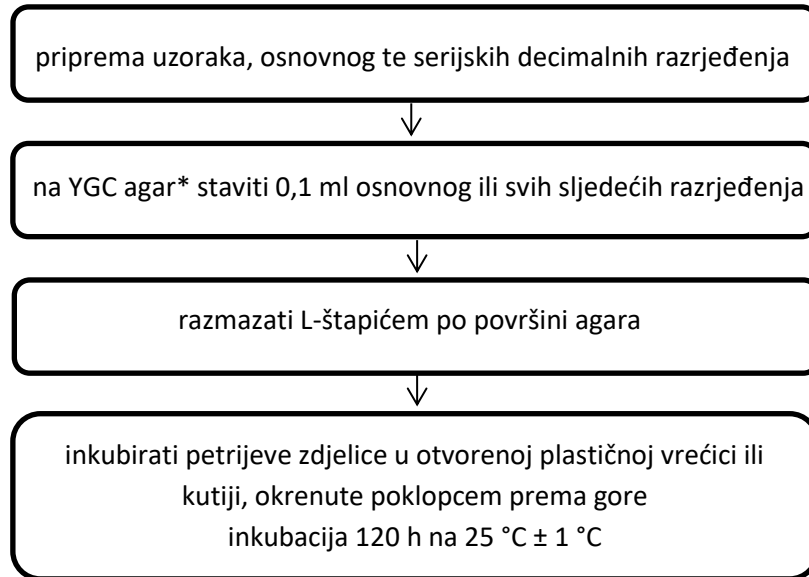 priprema uzoraka, osnovnog te serijskih decimalnih razrjeđenja
na YGC agar* staviti 0,1 ml osnovnog ili svih sljedećih razrjeđenja
razmazati L-štapićem po površini agara
inkubirati petrijeve zdjelice u otvorenoj plastičnoj vrećici ili
kutiji, okrenute poklopcem prema gore
inkubacija 120 h na 25 °C ± 1 °C